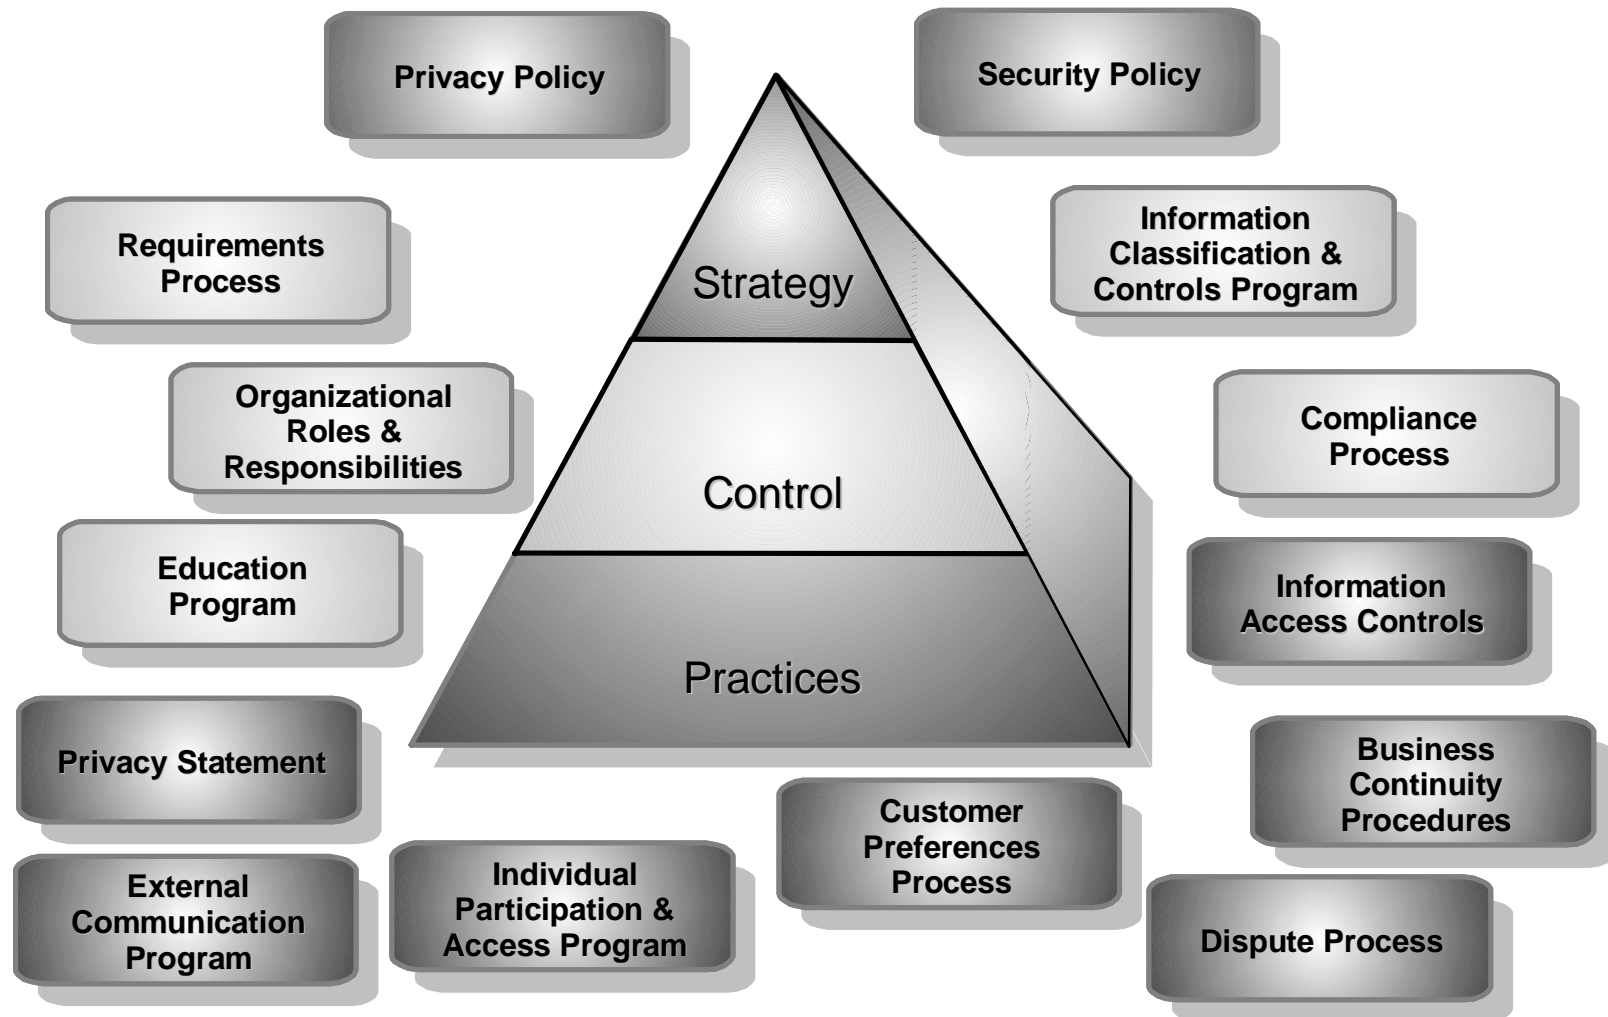 Privacy Policy
Security Policy
Requirements
Process
Information
Classification &
Controls Program
Strategy
Organizational
Roles &
Responsibilities
Compliance
Process
Control
Education
Program
Information
Access Controls
Practices
Privacy Statement
Business
Continuity
Procedures
Customer
Preferences
Process
External
Communication
Program
Individual
Participation &
Access Program
Dispute Process